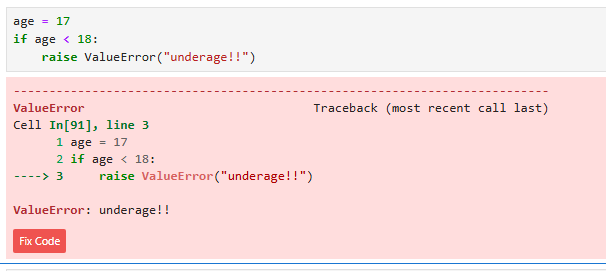 age = 17
if age < 18:
    raise ValueError("underage!!")
---------------------------------------------------------------------------
ValueError                                Traceback (most recent call last)
Cell In[91], line 3
      1 age = 17
      2 if age < 18:
----> 3     raise ValueError("underage!!")

ValueError: underage!!
Fix Code